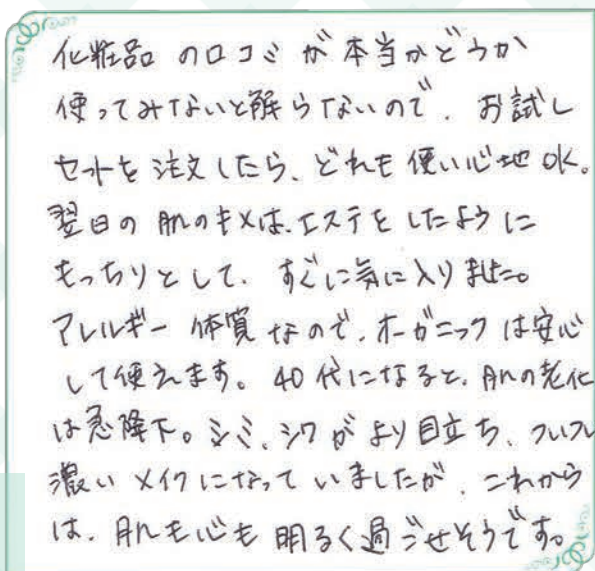 化粧品の口コミが本当かどうか
使ってみないと解らないので、お試し
セットを注文したら、どれも使い心地OK。
翌日の肌のキメは、エステをしたように
もっちりとして、すぐに気に入りました。
アレルギー体質なので、オーガニックは安心
して使えます。40代になると、肌の老化
は急降下。シミ、シワがより目立ち、ついつい
濃いメイクになっていましたが、これから
は、肌も心も明るく過ごせそうです。